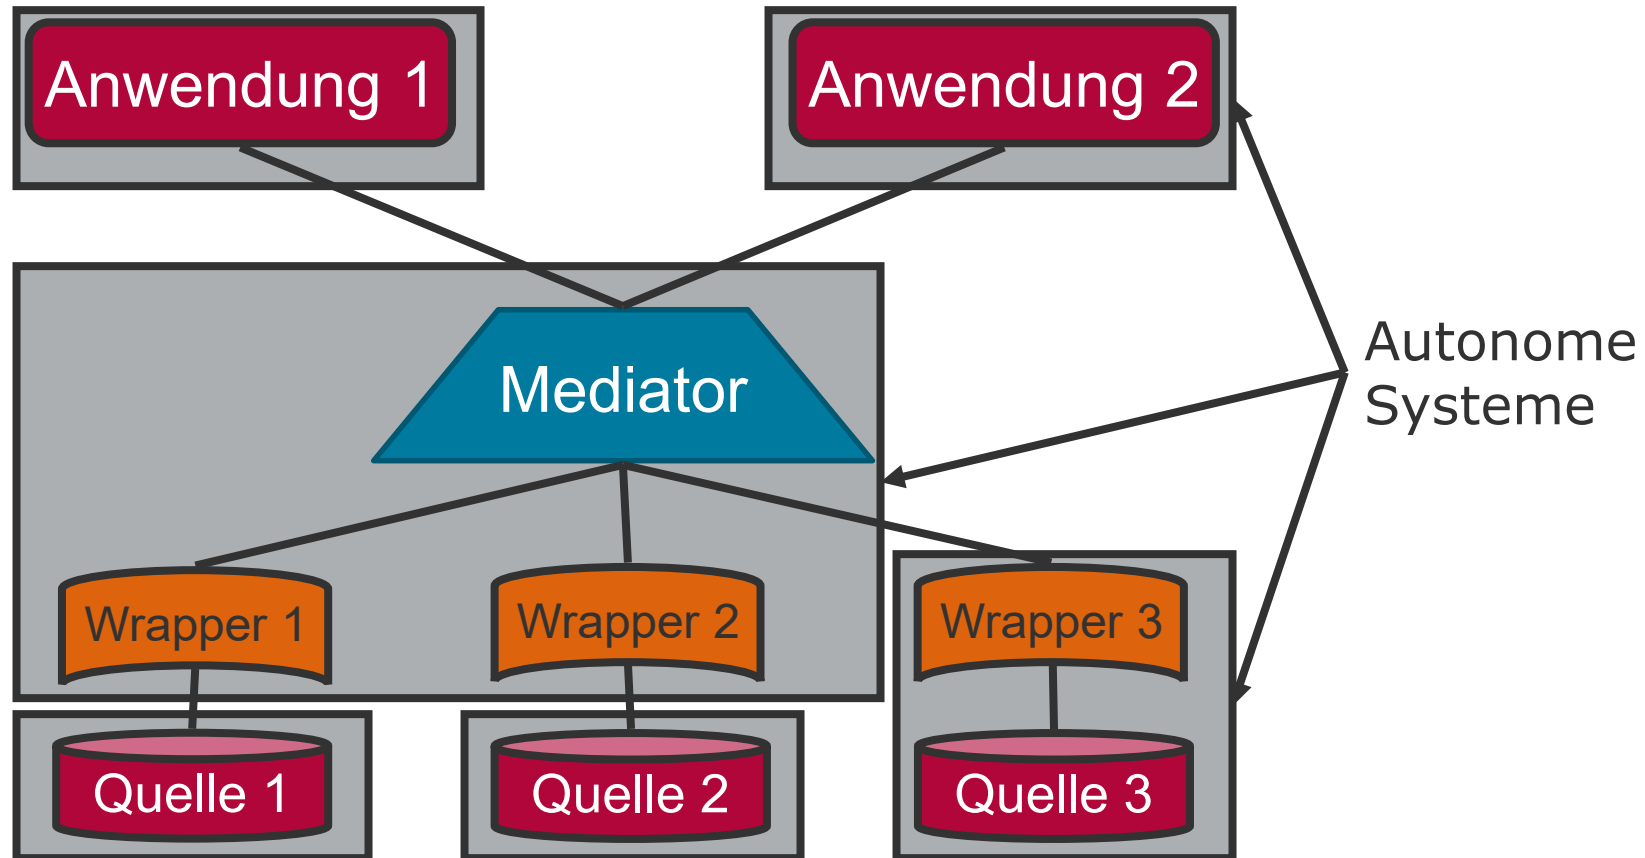 Anwendung 1
Anwendung 2
Autonome
Systeme
Mediator
Wrapper 1
Wrapper 2
Wrapper 3
Quelle 1
Quelle 2
Quelle 3